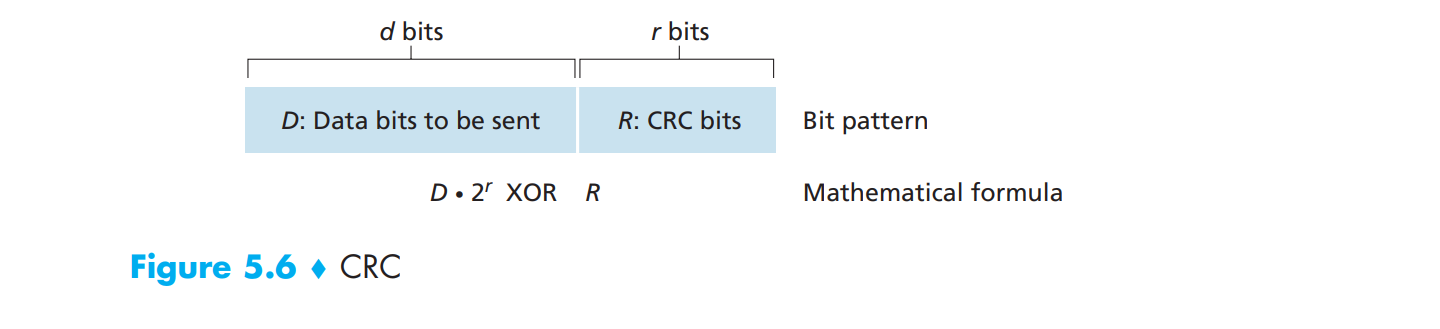 d bits r bits
D: Data bits to be sent R: CRC bits Bit pattern
D • 2^r XOR R Mathematical formula
Figure 5.6 ♦ CRC